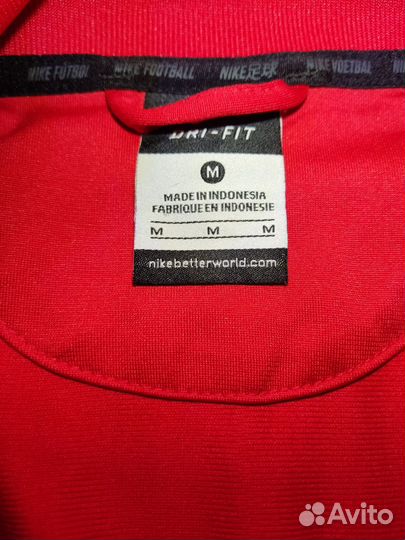 NIKE FÚTBOL NIKE FOOTBALL NIKE足球 NIKE VOETBAL
DRI-FIT
M
MADE IN INDONESIA
FABRIQUE EN INDONESIE
M M M
nikebetterworld.com
Avito